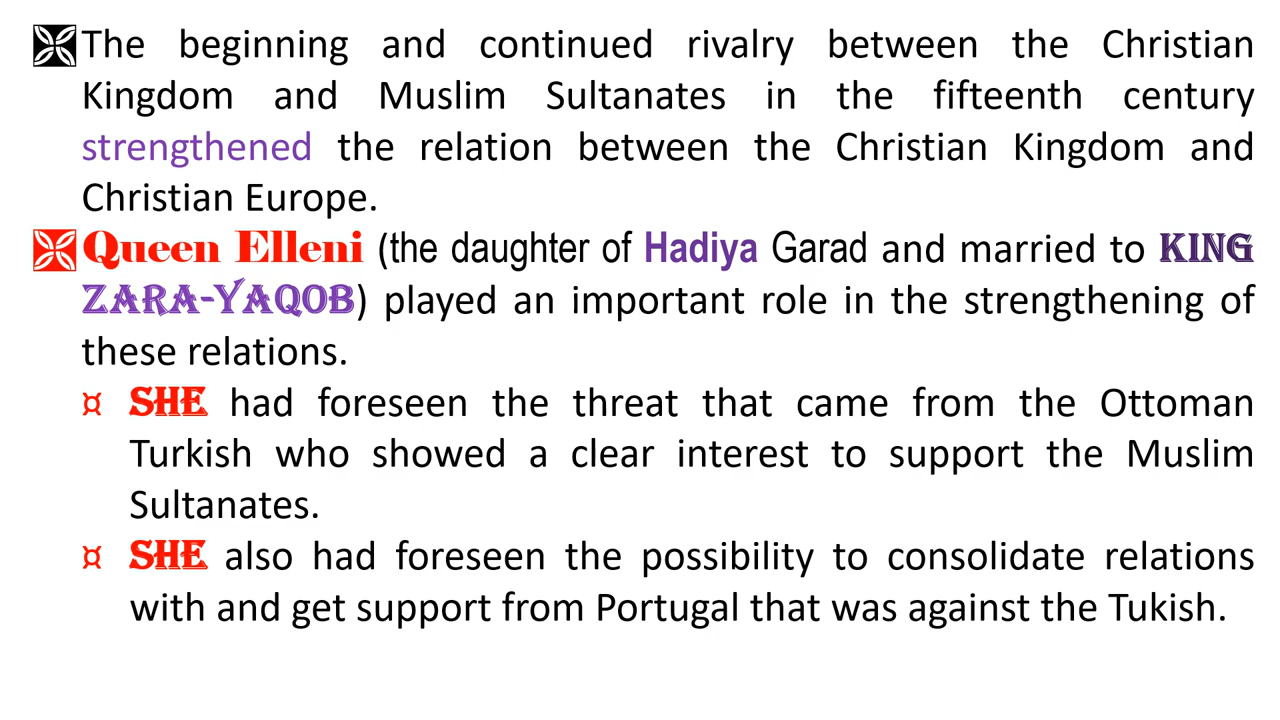 The beginning and continued rivalry between the Christian
Kingdom and Muslim Sultanates in the fifteenth century
strengthened the relation between the Christian Kingdom and
Christian Europe.
Queen Elleni (the daughter of Hadiya Garad and married to KING
ZARA-YAQOB) played an important role in the strengthening of
these relations.
¤ SHE had foreseen the threat that came from the Ottoman
Turkish who showed a clear interest to support the Muslim
Sultanates.
¤ SHE also had foreseen the possibility to consolidate relations
with and get support from Portugal that was against the Tukish.